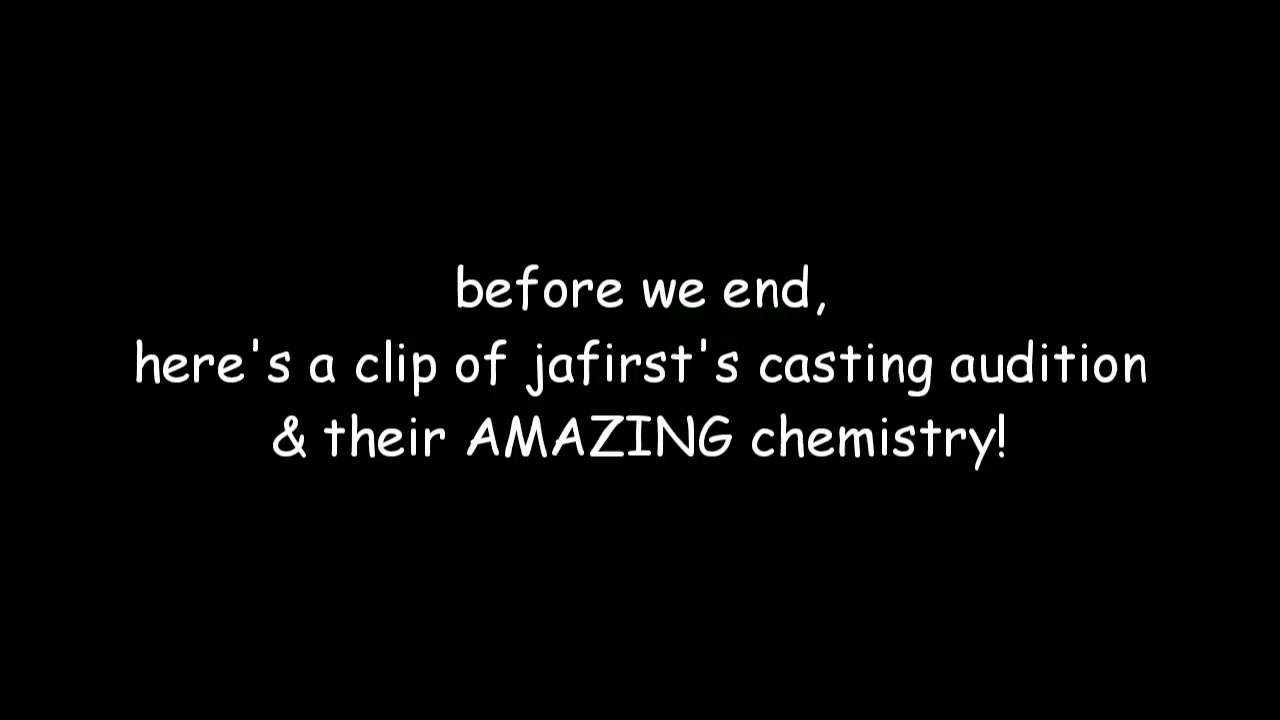 before we end,
here's a clip of jafirst's casting audition
& their AMAZING chemistry!